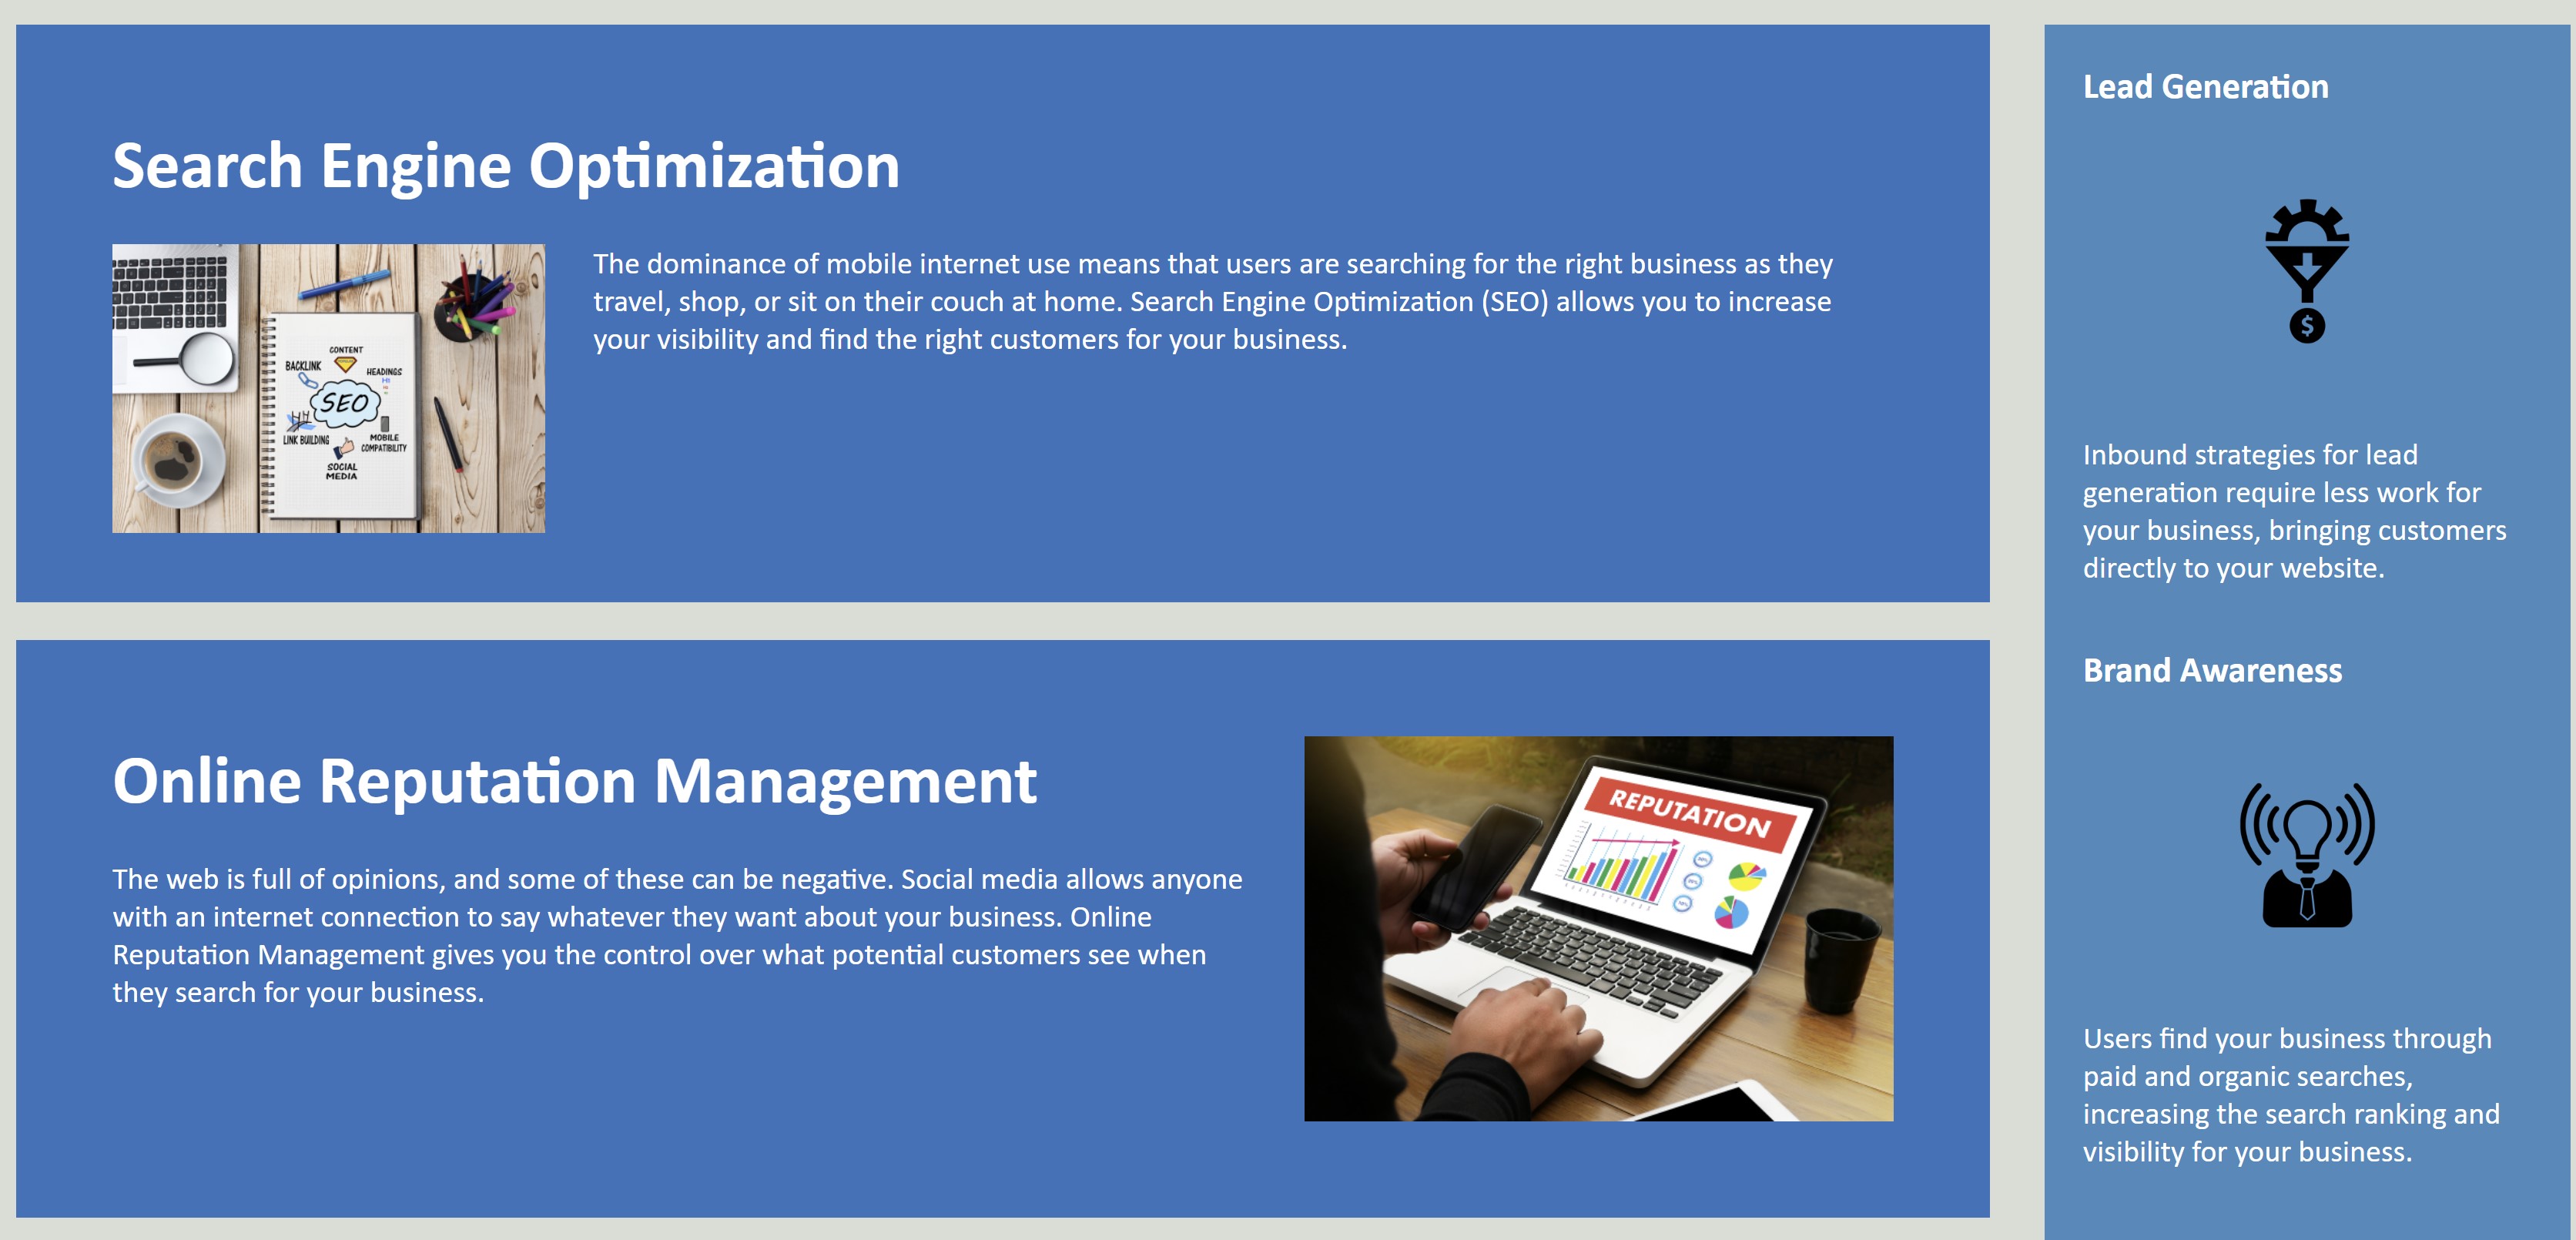 Search Engine Optimization
CONTENT
BACKLINK
HEADINGS
H1
SEO
LINK BUILDING
MOBILE
COMPATIBILITY
SOCIAL
MEDIA
The dominance of mobile internet use means that users are searching for the right business as they
travel, shop, or sit on their couch at home. Search Engine Optimization (SEO) allows you to increase
your visibility and find the right customers for your business.
Online Reputation Management
The web is full of opinions, and some of these can be negative. Social media allows anyone
with an internet connection to say whatever they want about your business. Online
Reputation Management gives you the control over what potential customers see when
they search for your business.
REPUTATION
Lead Generation
$
Inbound strategies for lead
generation require less work for
your business, bringing customers
directly to your website.
Brand Awareness
Users find your business through
paid and organic searches,
increasing the search ranking and
visibility for your business.